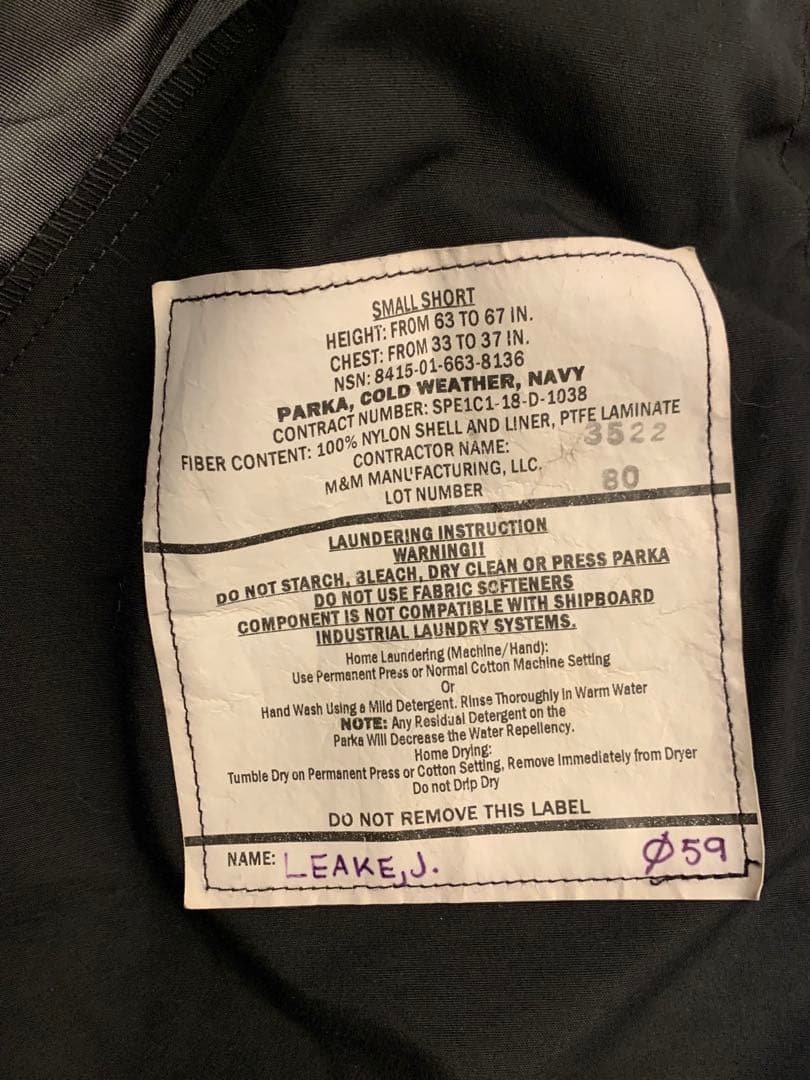 SMALL SHORT
HEIGHT: FROM 63 TO 67 IN.
CHEST: FROM 33 TO 37 IN.
NSN: 8415-01-663-8136
PARKA, COLD WEATHER, NAVY
CONTRACT NUMBER: SPE1C1-18-D-1038
FIBER CONTENT: 100% NYLON SHELL AND LINER, PTFE LAMINATE
CONTRACTOR NAME: 3522
M&M MANUFACTURING, LLC.
LOT NUMBER 80
LAUNDERING INSTRUCTION
WARNING!!
DO NOT STARCH, BLEACH, DRY CLEAN OR PRESS PARKA
DO NOT USE FABRIC SOFTENERS
COMPONENT IS NOT COMPATIBLE WITH SHIPBOARD
INDUSTRIAL LAUNDRY SYSTEMS.
Home Laundering (Machine/Hand):
Use Permanent Press or Normal Cotton Machine Setting
Or
Hand Wash Using a Mild Detergent. Rinse Thoroughly in Warm Water
NOTE: Any Residual Detergent on the
Parka Will Decrease the Water Repellency.
Home Drying:
Tumble Dry on Permanent Press or Cotton Setting, Remove Immediately from Dryer
Do not Drip Dry
DO NOT REMOVE THIS LABEL
NAME: LEAKE, J. Ø59